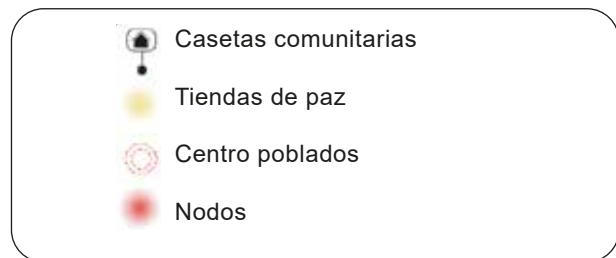 Casetas comunitarias
Tiendas de paz
Centro poblados
Nodos